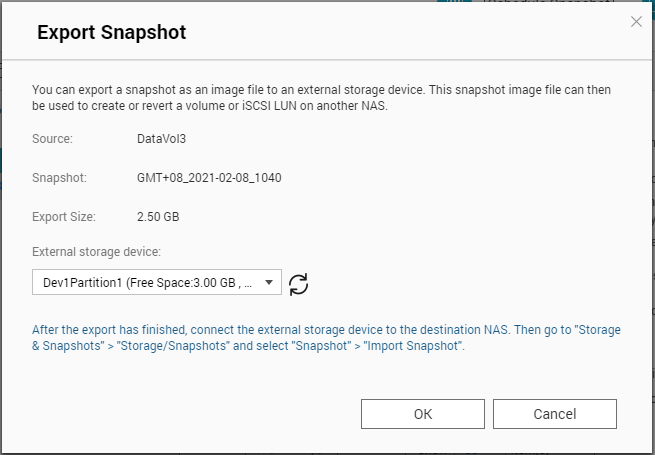 Export Snapshot
You can export a snapshot as an image file to an external storage device. This snapshot image file can then
be used to create or revert a volume or iSCSI LUN on another NAS.
Source: DataVol3
Snapshot: GMT+08_2021-02-08_1040
Export Size: 2.50 GB
External storage device:
Dev1Partition1 (Free Space:3.00 GB , ...
After the export has finished, connect the external storage device to the destination NAS. Then go to "Storage
& Snapshots" > "Storage/Snapshots" and select "Snapshot" > "Import Snapshot".
OK Cancel